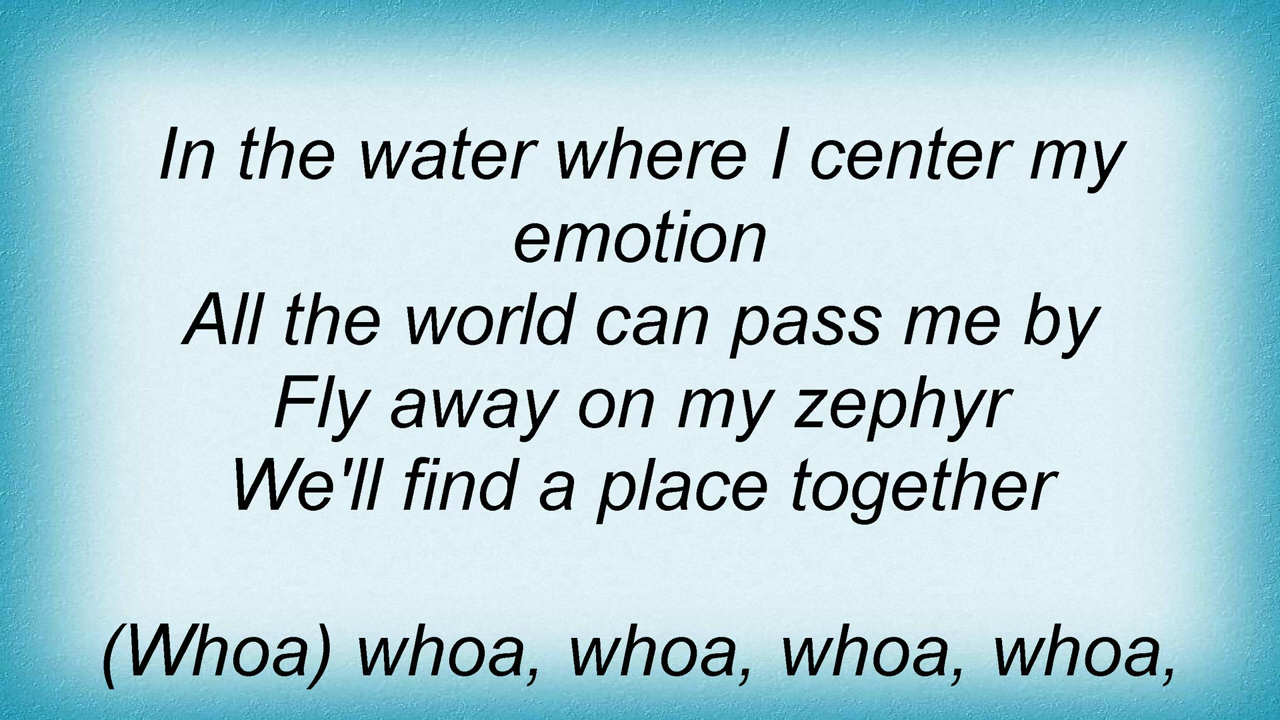 In the water where I center my
emotion
All the world can pass me by
Fly away on my zephyr
We'll find a place together
(Whoa) whoa, whoa, whoa, whoa,